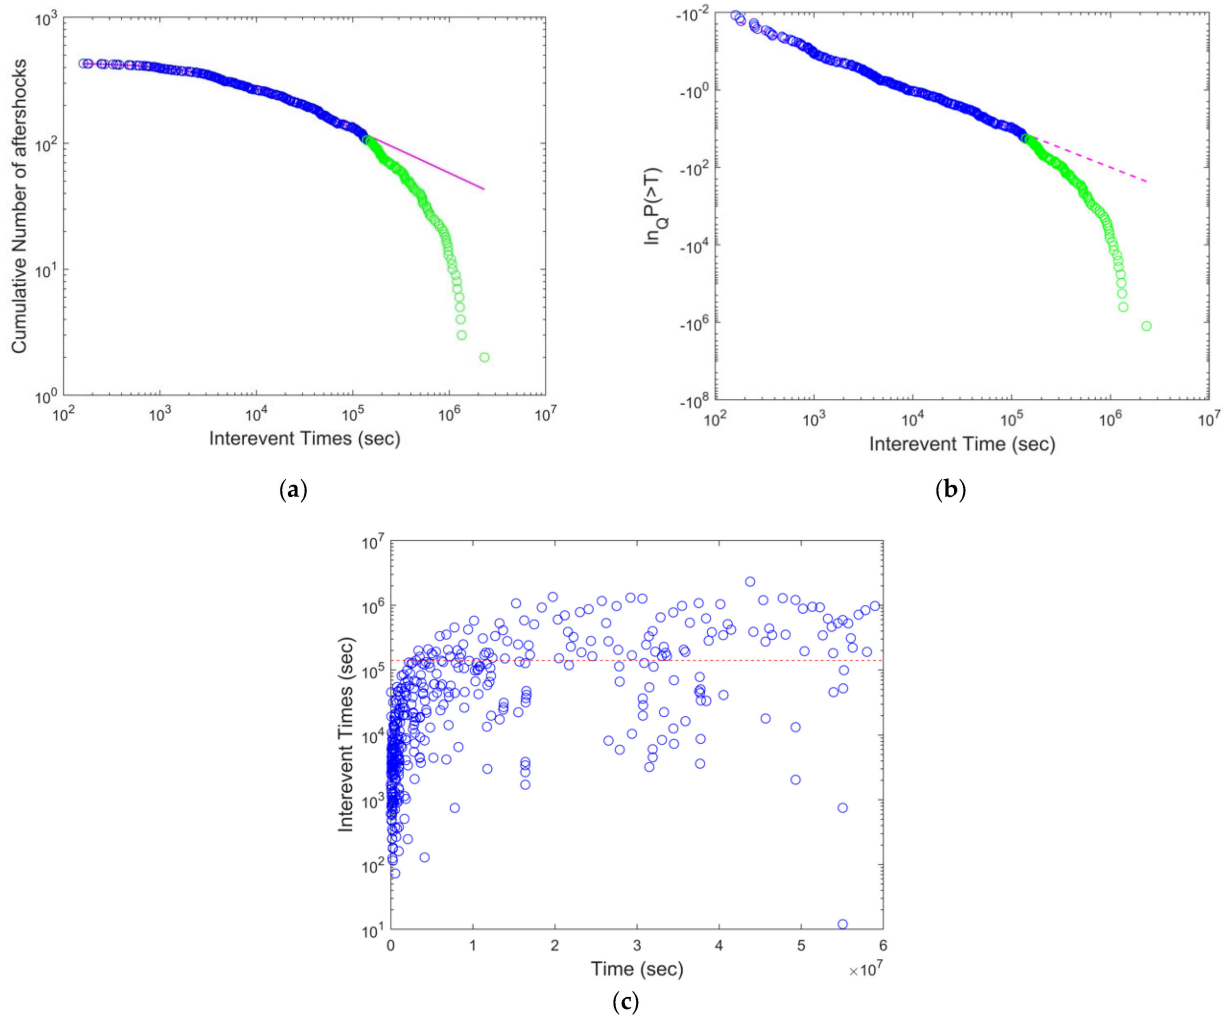 10^3
10^2
10^1
10^0
Cumulative Number of aftershocks
10^2 10^3 10^4 10^5 10^6 10^7
Interevent Times (sec)
(a)
-10^-2
-10^0
-10^2
-10^4
-10^6
-10^8
ln_Q P(>T)
10^2 10^3 10^4 10^5 10^6 10^7
Interevent Time (sec)
(b)
10^7
10^6
10^5
10^4
10^3
10^2
10^1
Interevent Times (sec)
0 1 2 3 4 5 6
Time (sec)
×10^7
(c)